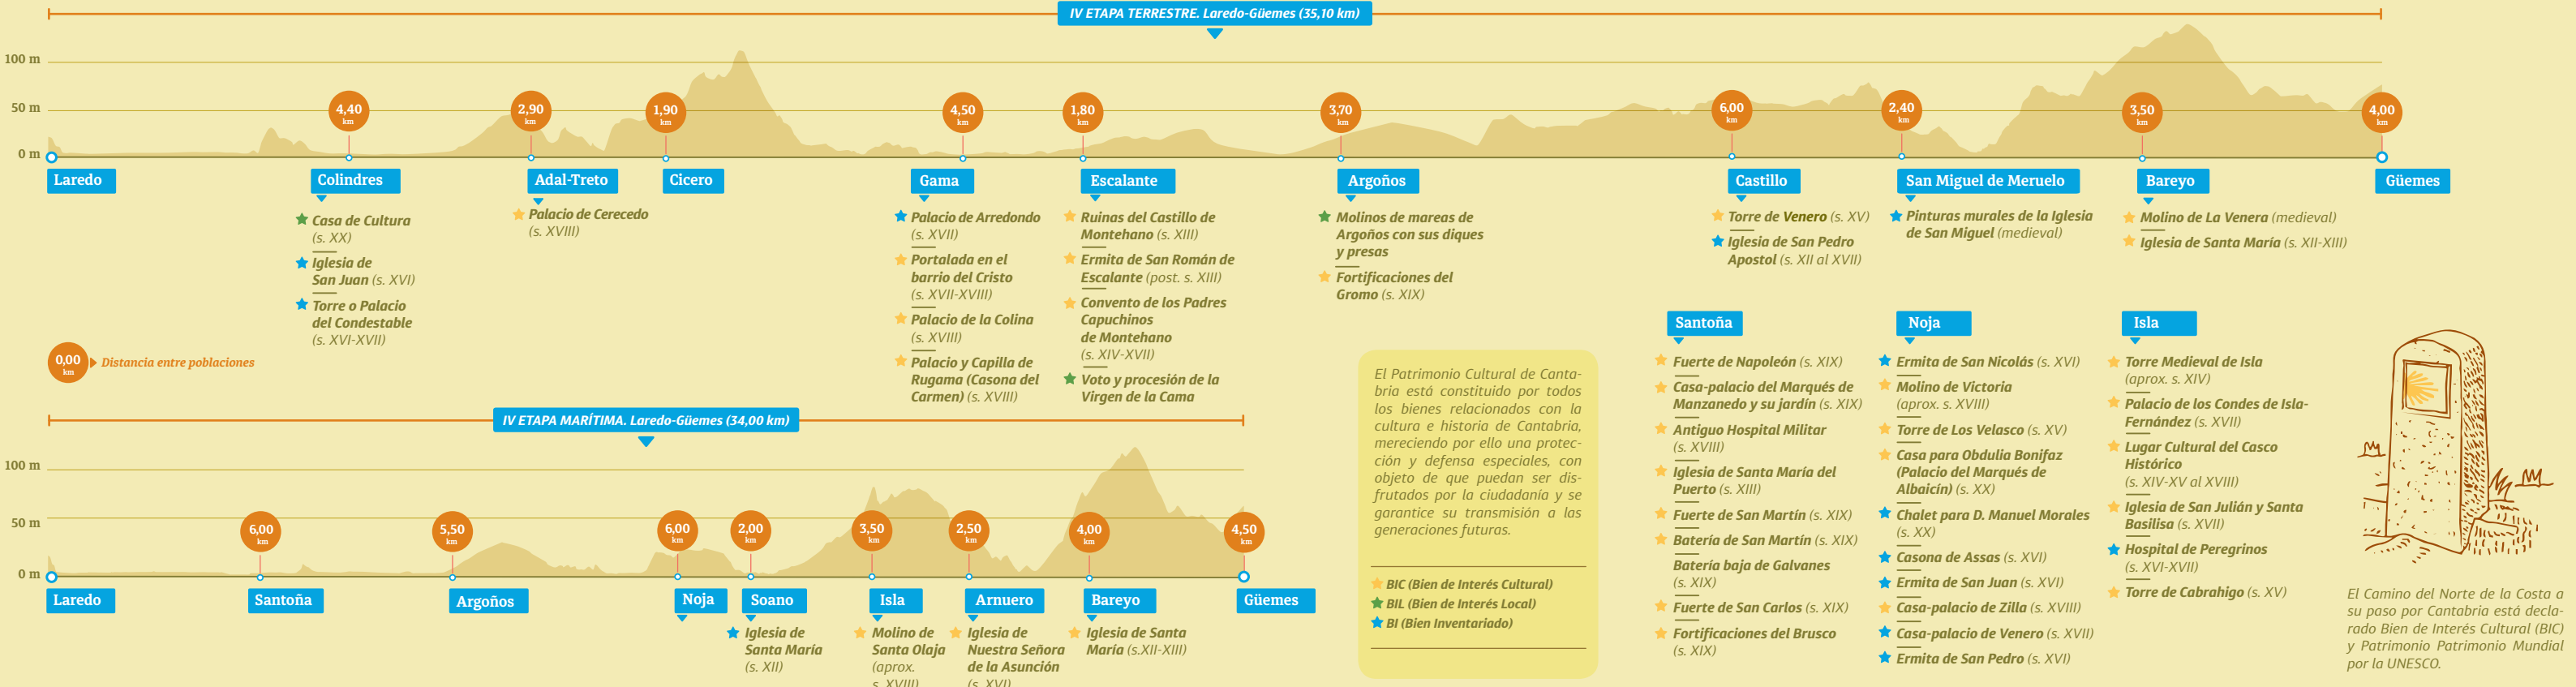 IV ETAPA TERRESTRE. Laredo-Güemes (35,10 km)
100 m
50 m
0 m
4,40 km
2,90 km
1,90 km
4,50 km
1,80 km
3,70 km
6,00 km
2,40 km
3,50 km
4,00 km
Laredo
Colindres
Casa de Cultura
(s. XX)
Iglesia de
San Juan (s. XVI)
Torre o Palacio
del Condestable
(s. XVI-XVII)
Adal-Treto
Palacio de Cerecedo
(s. XVIII)
Cicero
Gama
Palacio de Arredondo
(s. XVII)
Portalada en el
barrio del Cristo
(s. XVII-XVIII)
Palacio de la Colina
(s. XVIII)
Palacio y Capilla de
Rugama (Casona del
Carmen) (s. XVIII)
Escalante
Ruinas del Castillo de
Montehano (s. XIII)
Ermita de San Román de
Escalante (post. s. XIII)
Convento de los Padres
Capuchinos
de Montehano
(s. XIV-XVII)
Voto y procesión de la
Virgen de la Cama
Argoños
Molinos de mareas de
Argoños con sus diques
y presas
Fortificaciones del
Gromo (s. XIX)
Castillo
Torre de Venero (s. XV)
Iglesia de San Pedro
Apostol (s. XII al XVII)
San Miguel de Meruelo
Pinturas murales de la Iglesia
de San Miguel (medieval)
Bareyo
Molino de La Venera (medieval)
Iglesia de Santa María (s. XII-XIII)
Güemes
0,00 km
Distancia entre poblaciones
IV ETAPA MARÍTIMA. Laredo-Güemes (34,00 km)
100 m
50 m
0 m
6,00 km
5,50 km
6,00 km
2,00 km
3,50 km
2,50 km
4,00 km
4,50 km
Laredo
Santoña
Argoños
Noja
Soano
Iglesia de
Santa María
(s. XII)
Isla
Molino de
Santa Olaja
(aprox.
s. XVIII)
Arnuero
Iglesia de
Nuestra Señora
de la Asunción
(s. XVI)
Bareyo
Iglesia de Santa
María (s.XII-XIII)
Güemes
El Patrimonio Cultural de Canta-
bria está constituido por todos
los bienes relacionados con la
cultura e historia de Cantabria,
mereciendo por ello una protec-
ción y defensa especiales, con
objeto de que puedan ser dis-
frutados por la ciudadanía y se
garantice su transmisión a las
generaciones futuras.
BIC (Bien de Interés Cultural)
BIL (Bien de Interés Local)
BI (Bien Inventariado)
Santoña
Fuerte de Napoleón (s. XIX)
Casa-palacio del Marqués de
Manzanedo y su jardín (s. XIX)
Antiguo Hospital Militar
(s. XVIII)
Iglesia de Santa María del
Puerto (s. XIII)
Fuerte de San Martín (s. XIX)
Batería de San Martín (s. XIX)
Batería baja de Galvanes
(s. XIX)
Fuerte de San Carlos (s. XIX)
Fortificaciones del Brusco
(s. XIX)
Noja
Ermita de San Nicolás (s. XVI)
Molino de Victoria
(aprox. s. XVIII)
Torre de Los Velasco (s. XV)
Casa para Obdulia Bonifaz
(Palacio del Marqués de
Albaicín) (s. XX)
Chalet para D. Manuel Morales
(s. XX)
Casona de Assas (s. XVI)
Ermita de San Juan (s. XVI)
Casa-palacio de Zilla (s. XVIII)
Casa-palacio de Venero (s. XVII)
Ermita de San Pedro (s. XVI)
Isla
Torre Medieval de Isla
(aprox. s. XIV)
Palacio de los Condes de Isla-
Fernández (s. XVII)
Lugar Cultural del Casco
Histórico
(s. XIV-XV al XVIII)
Iglesia de San Julián y Santa
Basilisa (s. XVII)
Hospital de Peregrinos
(s. XVI-XVII)
Torre de Cabrahigo (s. XV)
El Camino del Norte de la Costa a
su paso por Cantabria está decla-
rado Bien de Interés Cultural (BIC)
y Patrimonio Patrimonio Mundial
por la UNESCO.